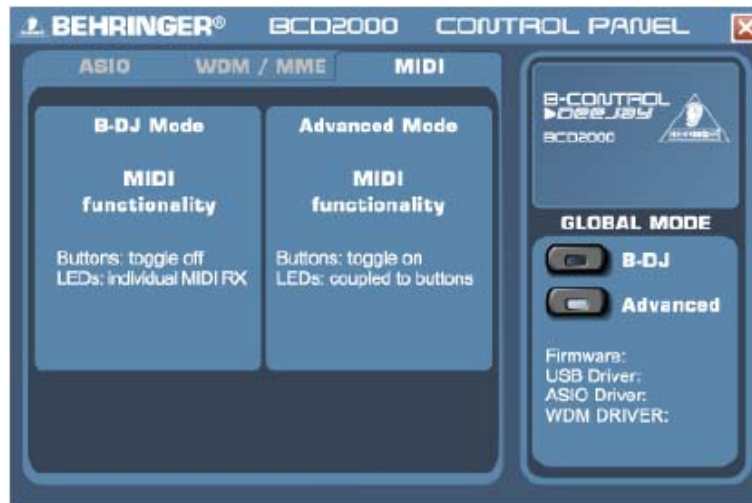 BEHRINGER® BCD2000 CONTROL PANEL
ASIO WDM / MME MIDI
B-DJ Mode
MIDI
functionality
Buttons: toggle off
LEDs: individual MIDI RX
Advanced Mode
MIDI
functionality
Buttons: toggle on
LEDs: coupled to buttons
B-CONTROL
DEEJAY
BCD2000
BEHRINGER
GLOBAL MODE
B-DJ
Advanced
Firmware:
USB Driver:
ASIO Driver:
WDM DRIVER: